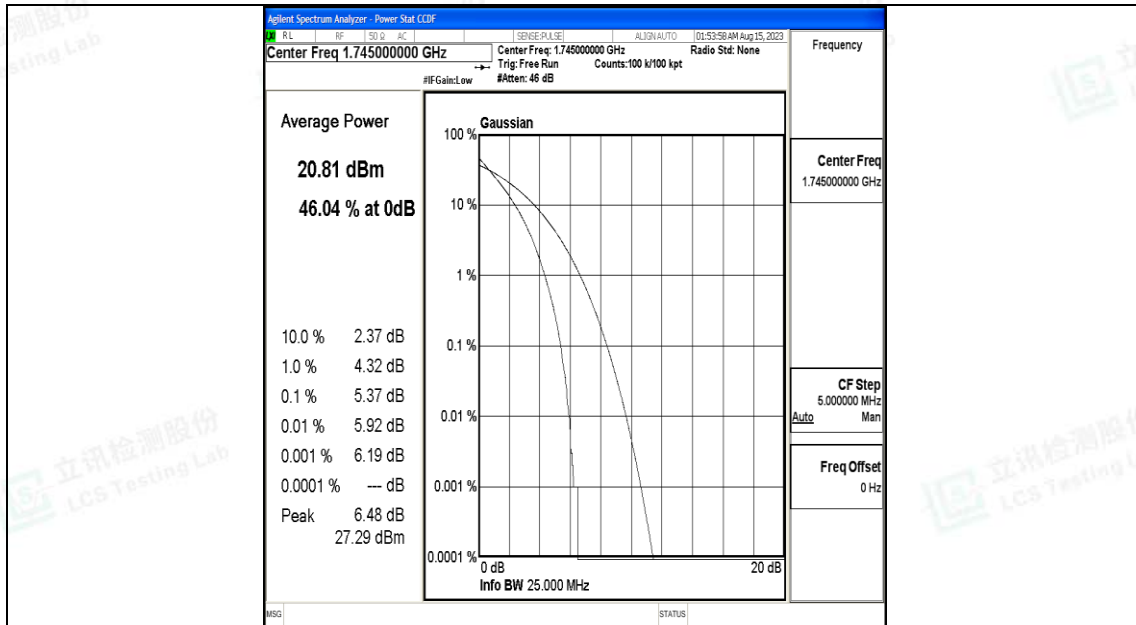 Agilent Spectrum Analyzer - Power Stat CCDF
LXI RL RF 50 Ω AC SENSE:PULSE ALIGN AUTO 01:53:58 AM Aug 15, 2023
Center Freq 1.745000000 GHz
Center Freq: 1.745000000 GHz Radio Std: None
Trig: Free Run Counts:100 k/100 kpt
#IFGain:Low #Atten: 46 dB
Frequency
Average Power
20.81 dBm
46.04 % at 0dB
10.0 % 2.37 dB
1.0 % 4.32 dB
0.1 % 5.37 dB
0.01 % 5.92 dB
0.001 % 6.19 dB
0.0001 % --- dB
Peak 6.48 dB
27.29 dBm
Gaussian
100 %
10 %
1 %
0.1 %
0.01 %
0.001 %
0.0001 %
0 dB 20 dB
Info BW 25.000 MHz
Center Freq
1.745000000 GHz
CF Step
5.000000 MHz
Auto Man
Freq Offset
0 Hz
MSG STATUS
立讯检测股份
LCS Testing Lab
立讯检测股份
LCS Testing L